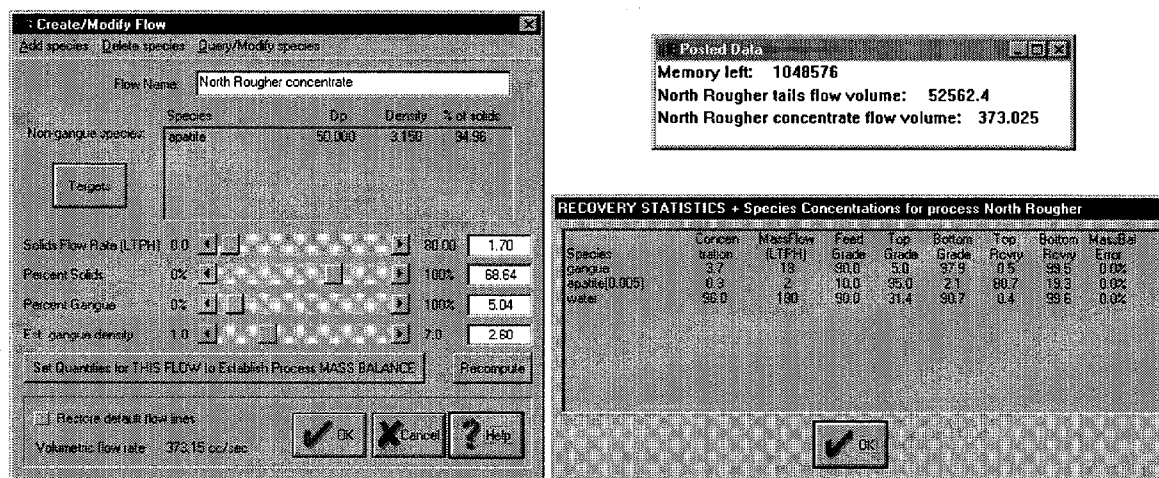 Create/Modify Flow
Add species Delete species Query/Modify species
Flow Name: North Rougher concentrate
Species Dp Density % of solids
Non-gangue species: apatite 50.000 3.150 94.96
Targets
Solids Flow Rate (LTPH) 0.0 80.00 1.70
Percent Solids 0% 100% 68.64
Percent Gangue 0% 100% 5.04
Est. gangue density 1.0 7.0 2.60
Set Quantities for THIS FLOW to Establish Process MASS BALANCE Recompute
Restore default flow lines
OK Cancel Help
Volumetric flow rate 373.15 cc/sec
Posted Data
Memory left: 1048576
North Rougher tails flow volume: 52562.4
North Rougher concentrate flow volume: 373.025
RECOVERY STATISTICS + Species Concentrations for process North Rougher
Concen MassFlow Feed Top Bottom Top Bottom MassBal
Species tration (LTPH) Grade Grade Grade Rcvry Rcvry Error
gangue 3.7 18 90.0 5.0 97.9 0.5 99.5 0.0%
apatite(0.005) 0.3 2 10.0 95.0 2.1 80.7 19.3 0.0%
water 96.0 180 90.0 31.4 90.7 0.4 99.6 0.0%
OK